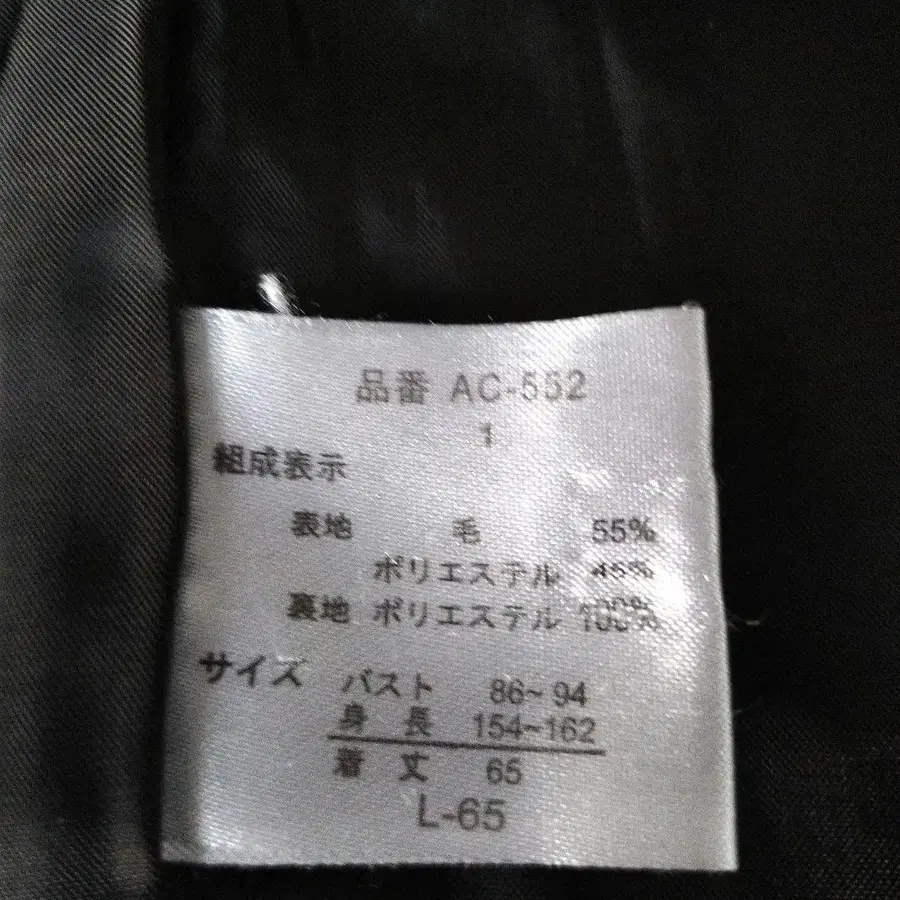 品番 AC-552
1
組成表示
表地 毛 55%
ポリエステル 45%
裏地 ポリエステル 100%
サイズ バスト 86~94
身長 154~162
着丈 65
L-65